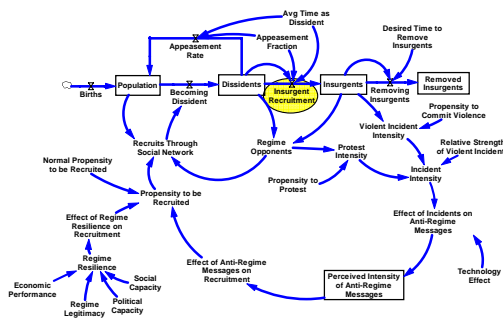 Avg Time as
Dissident
Appeasement
Rate
Appeasement
Fraction
Desired Time to
Remove
Insurgents
Births
Population
Becoming
Dissident
Dissidents
Insurgent
Recruitment
Insurgents
Removing
Insurgents
Removed
Insurgents
Propensity to
Commit Violence
Violent Incident
Intensity
Recruits Through
Social Network
Regime
Opponents
Protest
Intensity
Relative Strength
of Violent Incidents
Incident
Intensity
Normal Propensity
to be Recruited
Propensity to be
Recruited
Propensity to
Protest
Effect of Regime
Resilience on
Recruitment
Effect of Incidents on
Anti-Regime
Messages
Regime
Resilience
Effect of Anti-Regime
Messages on
Recruitment
Perceived Intensity
of Anti-Regime
Messages
Technology
Effect
Economic
Performance
Regime
Legitimacy
Political
Capacity
Social
Capacity